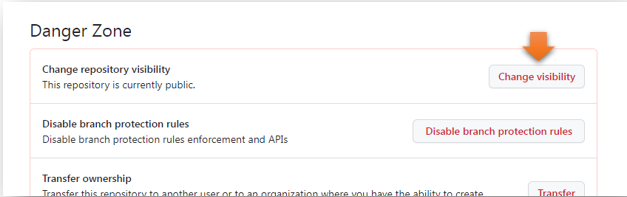 Danger Zone
Change repository visibility
This repository is currently public.
Change visibility
Disable branch protection rules
Disable branch protection rules enforcement and APIs
Disable branch protection rules
Transfer ownership
Transfer this repository to another user or to an organization where you have the ability to create
Transfer